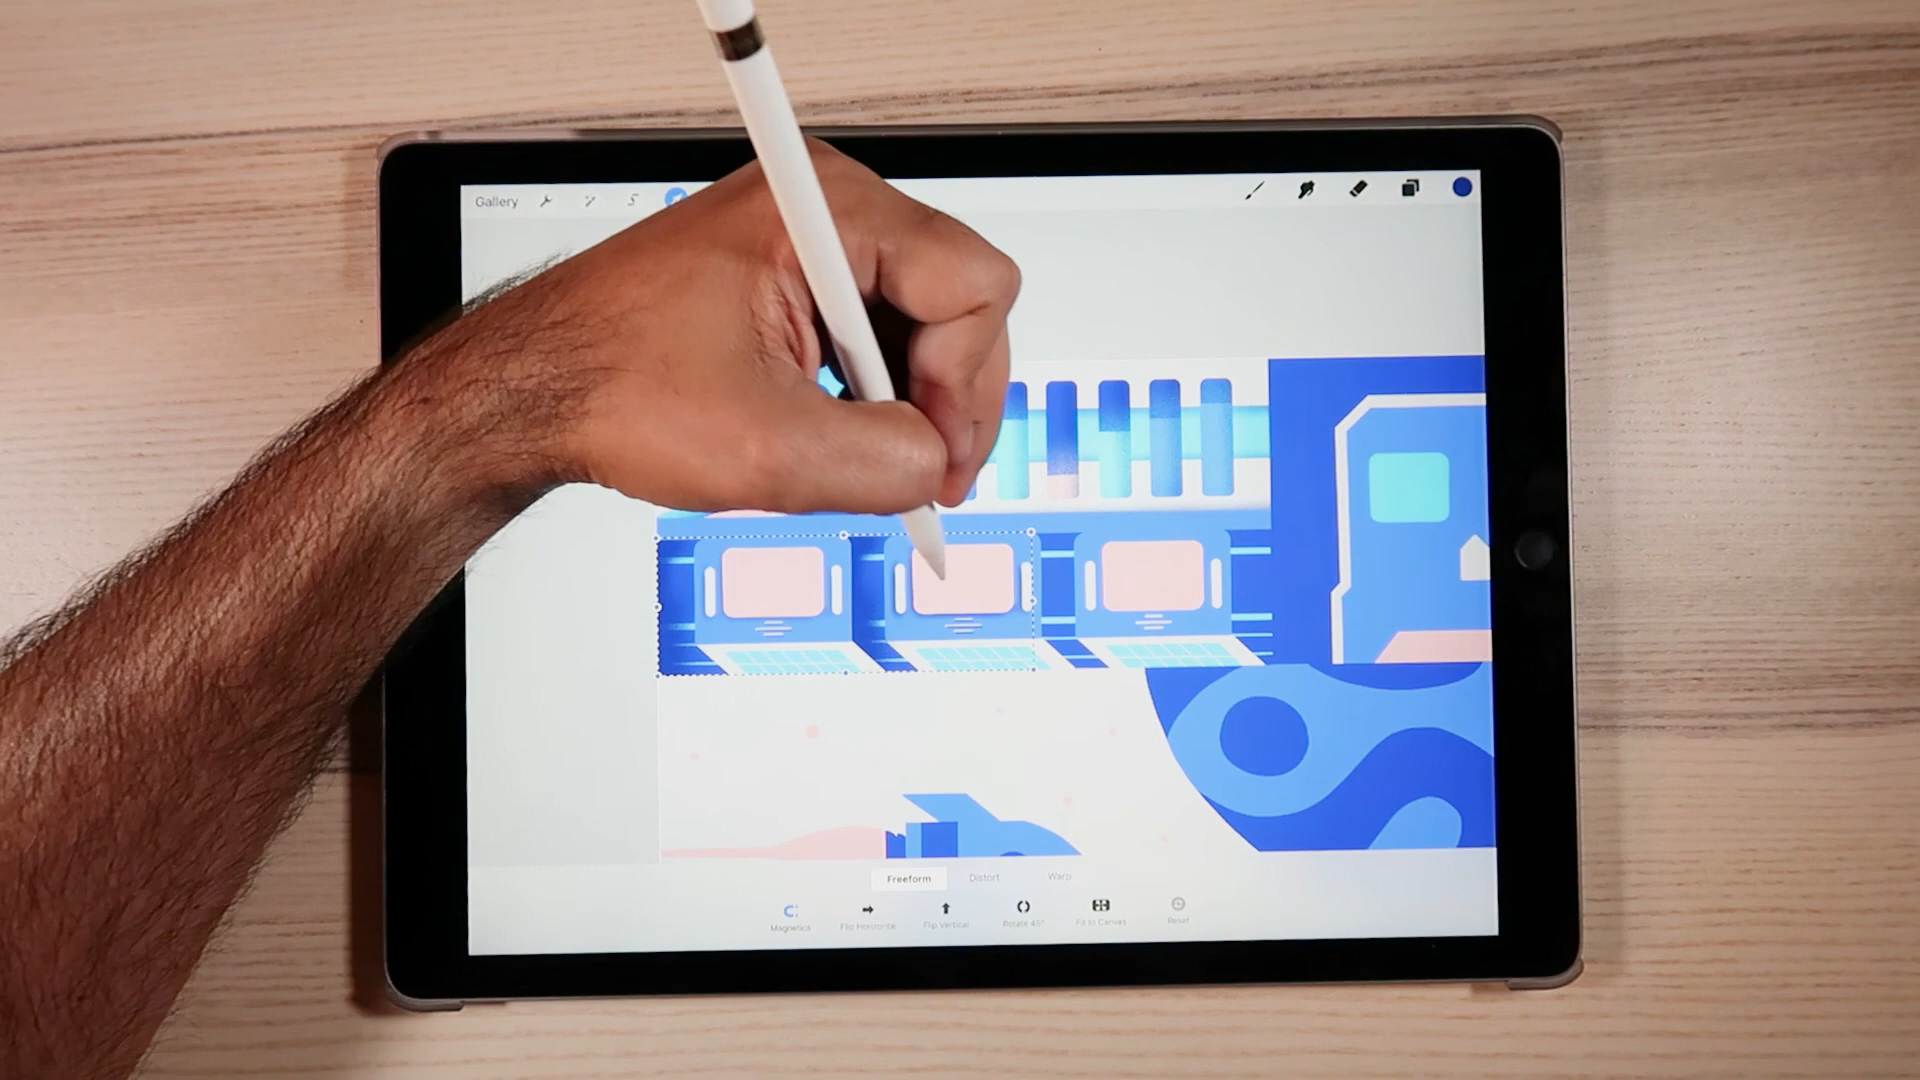 Gallery
Freeform Distort Warp
Magnetics Flip Horizontal Flip Vertical Rotate 45° Fit to Canvas Reset